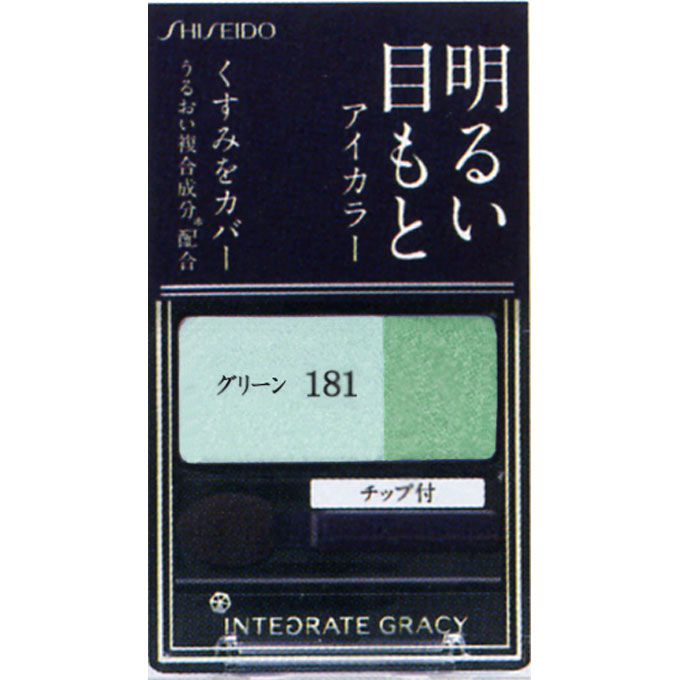 SHISEIDO
明るい
目もと
アイカラー
くすみをカバー
うるおい複合成分*配合
グリーン 181
チップ付
INTEGRATE GRACY